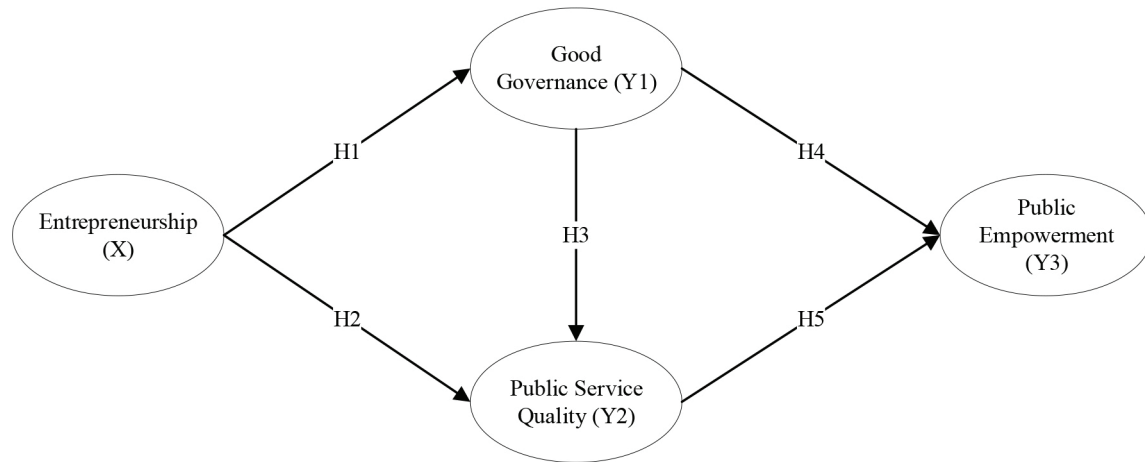 Good
Governance (Y1)
H1
H4
Entrepreneurship
(X)
H3
Public
Empowerment
(Y3)
H2
H5
Public Service
Quality (Y2)